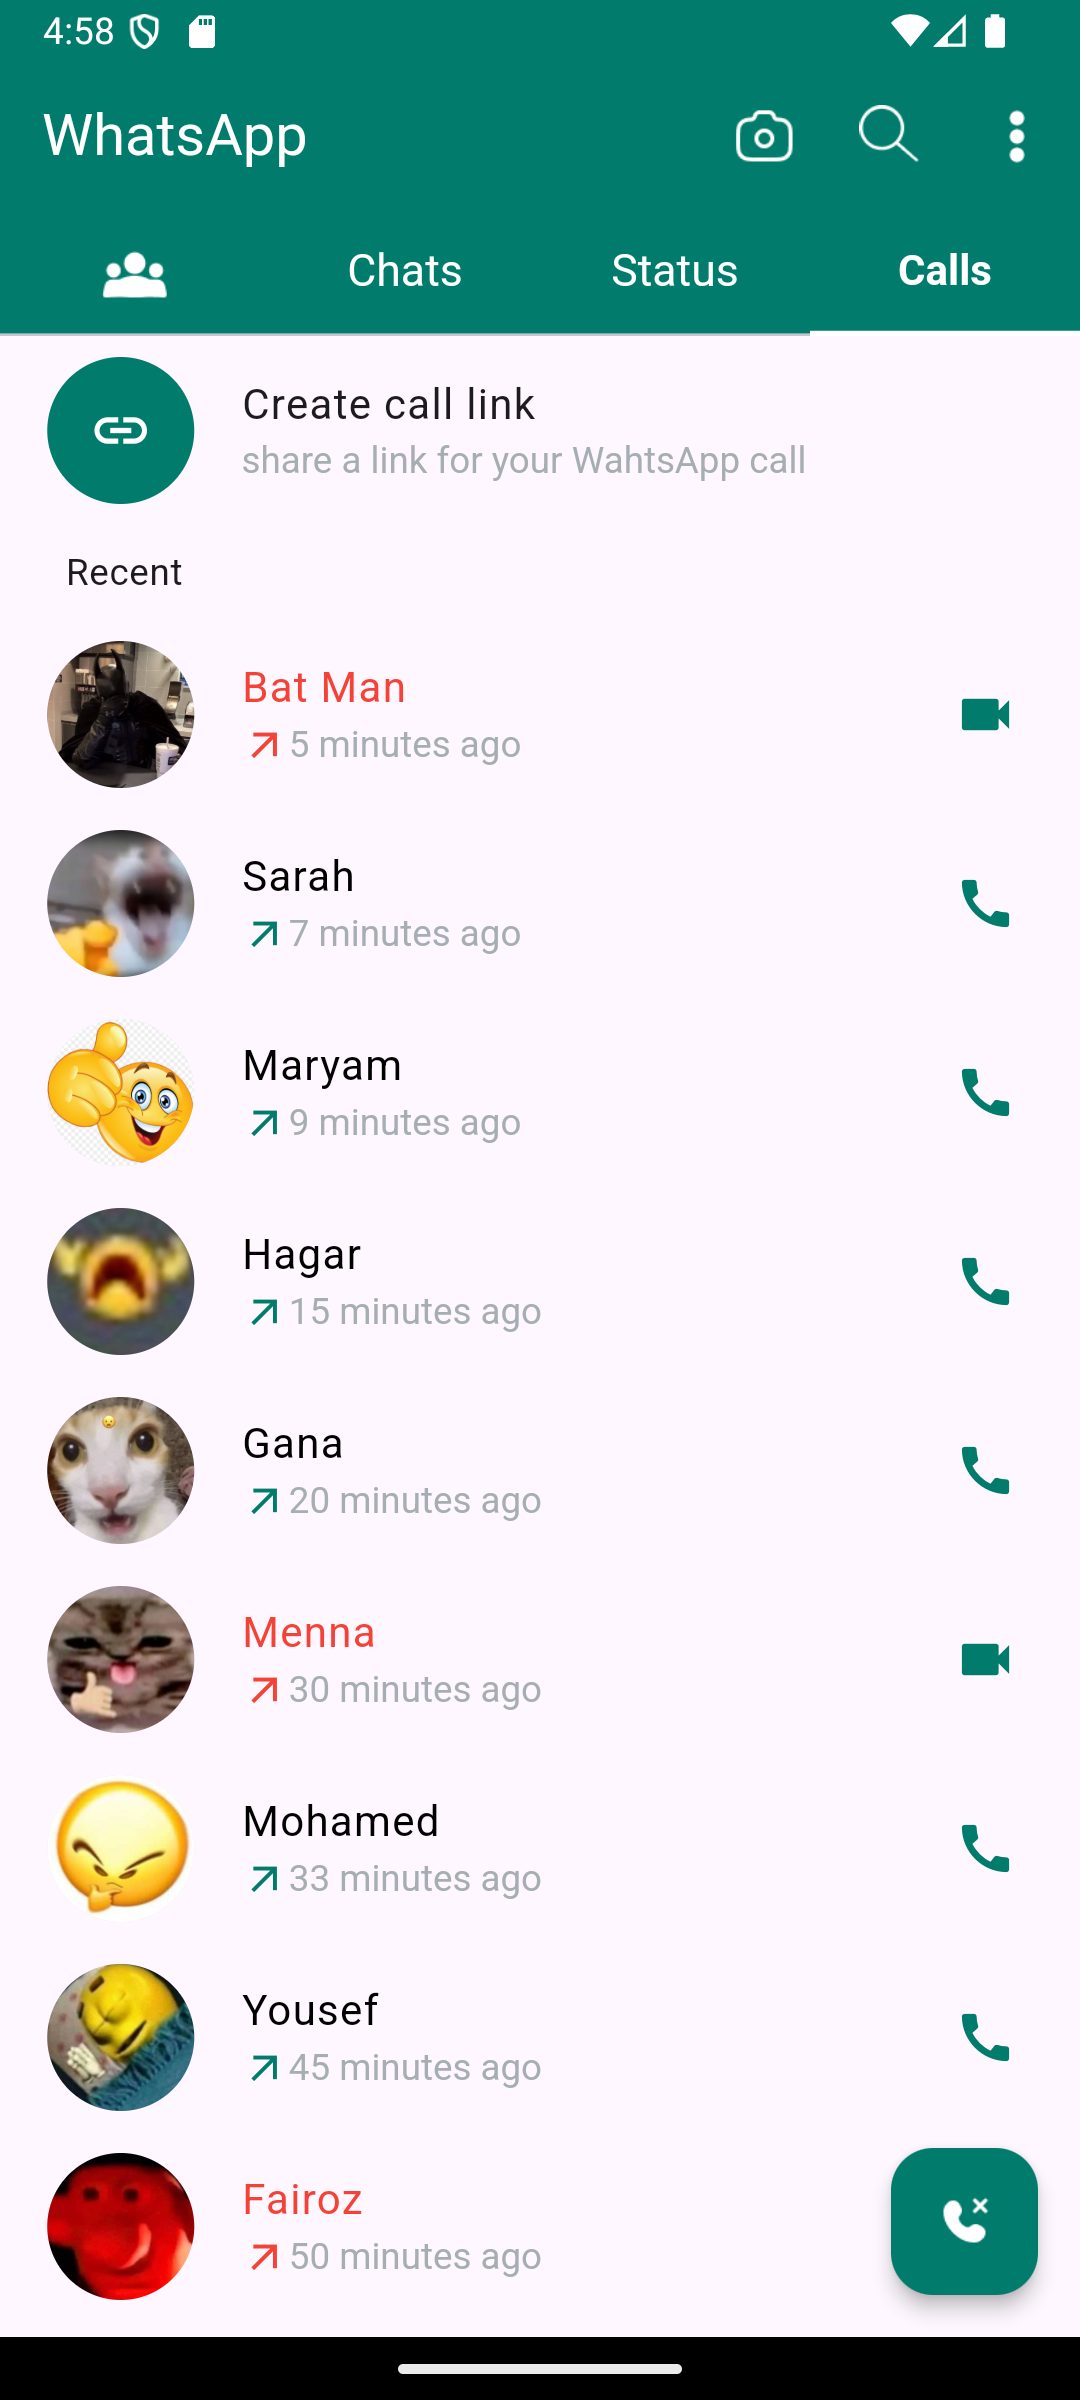 4:58
WhatsApp
Chats Status Calls
Create call link
share a link for your WahtsApp call
Recent
Bat Man
5 minutes ago
Sarah
7 minutes ago
Maryam
9 minutes ago
Hagar
15 minutes ago
Gana
20 minutes ago
Menna
30 minutes ago
Mohamed
33 minutes ago
Yousef
45 minutes ago
Fairoz
50 minutes ago